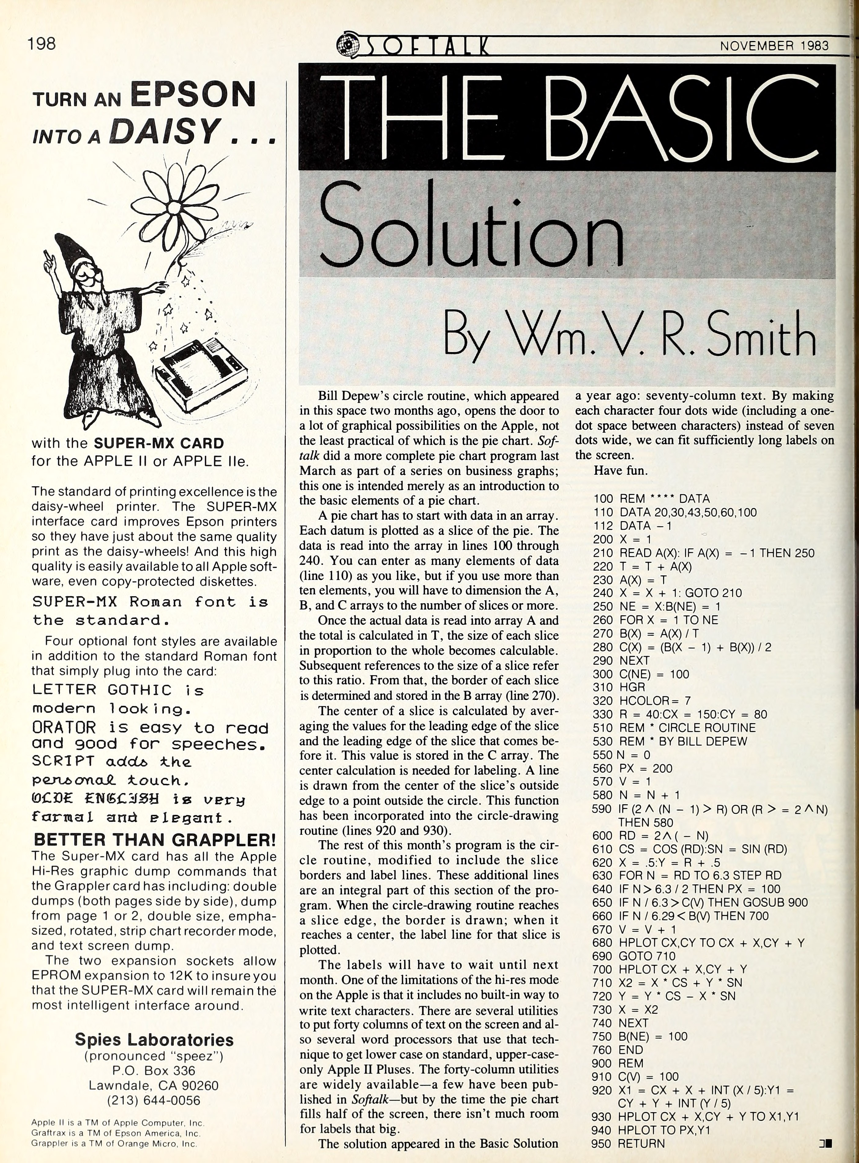 198
SOFTALK
NOVEMBER 1983
TURN AN EPSON
INTO A DAISY . . .
with the SUPER-MX CARD
for the APPLE II or APPLE IIe.
The standard of printing excellence is the
daisy-wheel printer. The SUPER-MX
interface card improves Epson printers
so they have just about the same quality
print as the daisy-wheels! And this high
quality is easily available to all Apple soft-
ware, even copy-protected diskettes.
SUPER-MX Roman font is
the standard.
Four optional font styles are available
in addition to the standard Roman font
that simply plug into the card:
LETTER GOTHIC is
modern looking.
ORATOR is easy to read
and good for speeches.
SCRIPT adds the
personal touch.
OLDE ENGLISH is very
formal and elegant.
BETTER THAN GRAPPLER!
The Super-MX card has all the Apple
Hi-Res graphic dump commands that
the Grappler card has including: double
dumps (both pages side by side), dump
from page 1 or 2, double size, empha-
sized, rotated, strip chart recorder mode,
and text screen dump.
The two expansion sockets allow
EPROM expansion to 12K to insure you
that the SUPER-MX card will remain the
most intelligent interface around.
Spies Laboratories
(pronounced “speez”)
P.O. Box 336
Lawndale, CA 90260
(213) 644-0056
Apple II is a TM of Apple Computer, Inc.
Graftrax is a TM of Epson America, Inc.
Grappler is a TM of Orange Micro, Inc.
THE BASIC
Solution
By Wm. V. R. Smith
Bill Depew's circle routine, which appeared
in this space two months ago, opens the door to
a lot of graphical possibilities on the Apple, not
the least practical of which is the pie chart. Sof-
talk did a more complete pie chart program last
March as part of a series on business graphs;
this one is intended merely as an introduction to
the basic elements of a pie chart.
A pie chart has to start with data in an array.
Each datum is plotted as a slice of the pie. The
data is read into the array in lines 100 through
240. You can enter as many elements of data
(line 110) as you like, but if you use more than
ten elements, you will have to dimension the A,
B, and C arrays to the number of slices or more.
Once the actual data is read into array A and
the total is calculated in T, the size of each slice
in proportion to the whole becomes calculable.
Subsequent references to the size of a slice refer
to this ratio. From that, the border of each slice
is determined and stored in the B array (line 270).
The center of a slice is calculated by aver-
aging the values for the leading edge of the slice
and the leading edge of the slice that comes be-
fore it. This value is stored in the C array. The
center calculation is needed for labeling. A line
is drawn from the center of the slice's outside
edge to a point outside the circle. This function
has been incorporated into the circle-drawing
routine (lines 920 and 930).
The rest of this month's program is the cir-
cle routine, modified to include the slice
borders and label lines. These additional lines
are an integral part of this section of the pro-
gram. When the circle-drawing routine reaches
a slice edge, the border is drawn; when it
reaches a center, the label line for that slice is
plotted.
The labels will have to wait until next
month. One of the limitations of the hi-res mode
on the Apple is that it includes no built-in way to
write text characters. There are several utilities
to put forty columns of text on the screen and al-
so several word processors that use that tech-
nique to get lower case on standard, upper-case-
only Apple II Pluses. The forty-column utilities
are widely available—a few have been pub-
lished in Softalk—but by the time the pie chart
fills half of the screen, there isn't much room
for labels that big.
The solution appeared in the Basic Solution
a year ago: seventy-column text. By making
each character four dots wide (including a one-
dot space between characters) instead of seven
dots wide, we can fit sufficiently long labels on
the screen.
Have fun.
100 REM **** DATA
110 DATA 20,30,43,50,60,100
112 DATA -1
200 X = 1
210 READ A(X): IF A(X) = -1 THEN 250
220 T = T + A(X)
230 A(X) = T
240 X = X + 1: GOTO 210
250 NE = X:B(NE) = 1
260 FOR X = 1 TO NE
270 B(X) = A(X) / T
280 C(X) = (B(X - 1) + B(X)) / 2
290 NEXT
300 C(NE) = 100
310 HGR
320 HCOLOR= 7
330 R = 40:CX = 150:CY = 80
510 REM * CIRCLE ROUTINE
530 REM * BY BILL DEPEW
550 N = 0
560 PX = 200
570 V = 1
580 N = N + 1
590 IF (2 ∧ (N - 1) > R) OR (R > = 2 ∧ N)
THEN 580
600 RD = 2 ∧ ( - N)
610 CS = COS (RD):SN = SIN (RD)
620 X = .5:Y = R + .5
630 FOR N = RD TO 6.3 STEP RD
640 IF N > 6.3 / 2 THEN PX = 100
650 IF N / 6.3 > C(V) THEN GOSUB 900
660 IF N / 6.29 < B(V) THEN 700
670 V = V + 1
680 HPLOT CX,CY TO CX + X,CY + Y
690 GOTO 710
700 HPLOT CX + X,CY + Y
710 X2 = X * CS + Y * SN
720 Y = Y * CS - X * SN
730 X = X2
740 NEXT
750 B(NE) = 100
760 END
900 REM
910 C(V) = 100
920 X1 = CX + X + INT (X / 5):Y1 =
CY + Y + INT (Y / 5)
930 HPLOT CX + X,CY + Y TO X1,Y1
940 HPLOT TO PX,Y1
950 RETURN